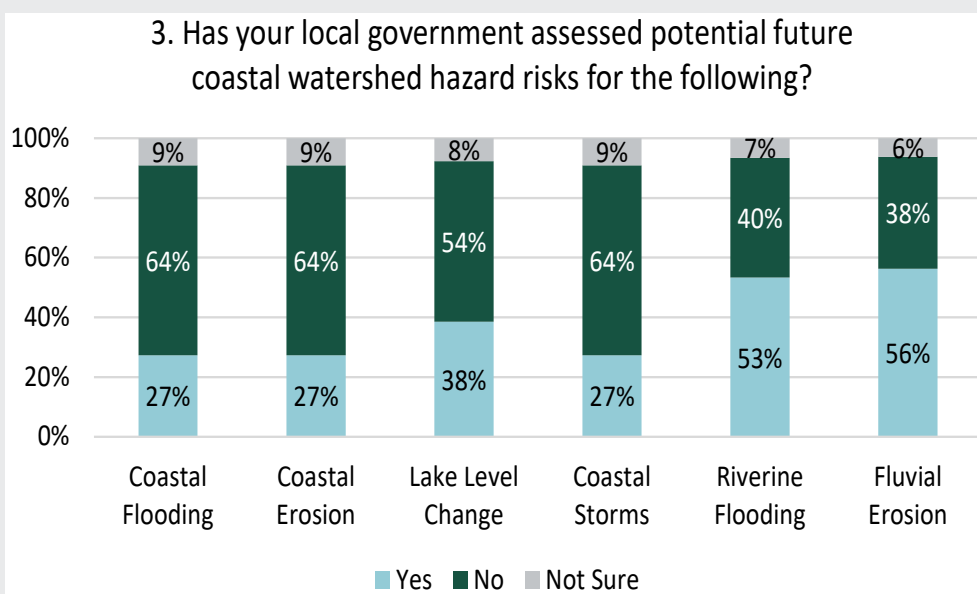 3. Has your local government assessed potential future
coastal watershed hazard risks for the following?
100%
80%
60%
40%
20%
0%
9%
9%
8%
9%
7%
6%
64%
64%
54%
64%
40%
38%
27%
27%
38%
27%
53%
56%
Coastal Flooding
Coastal Erosion
Lake Level Change
Coastal Storms
Riverine Flooding
Fluvial Erosion
Yes No Not Sure